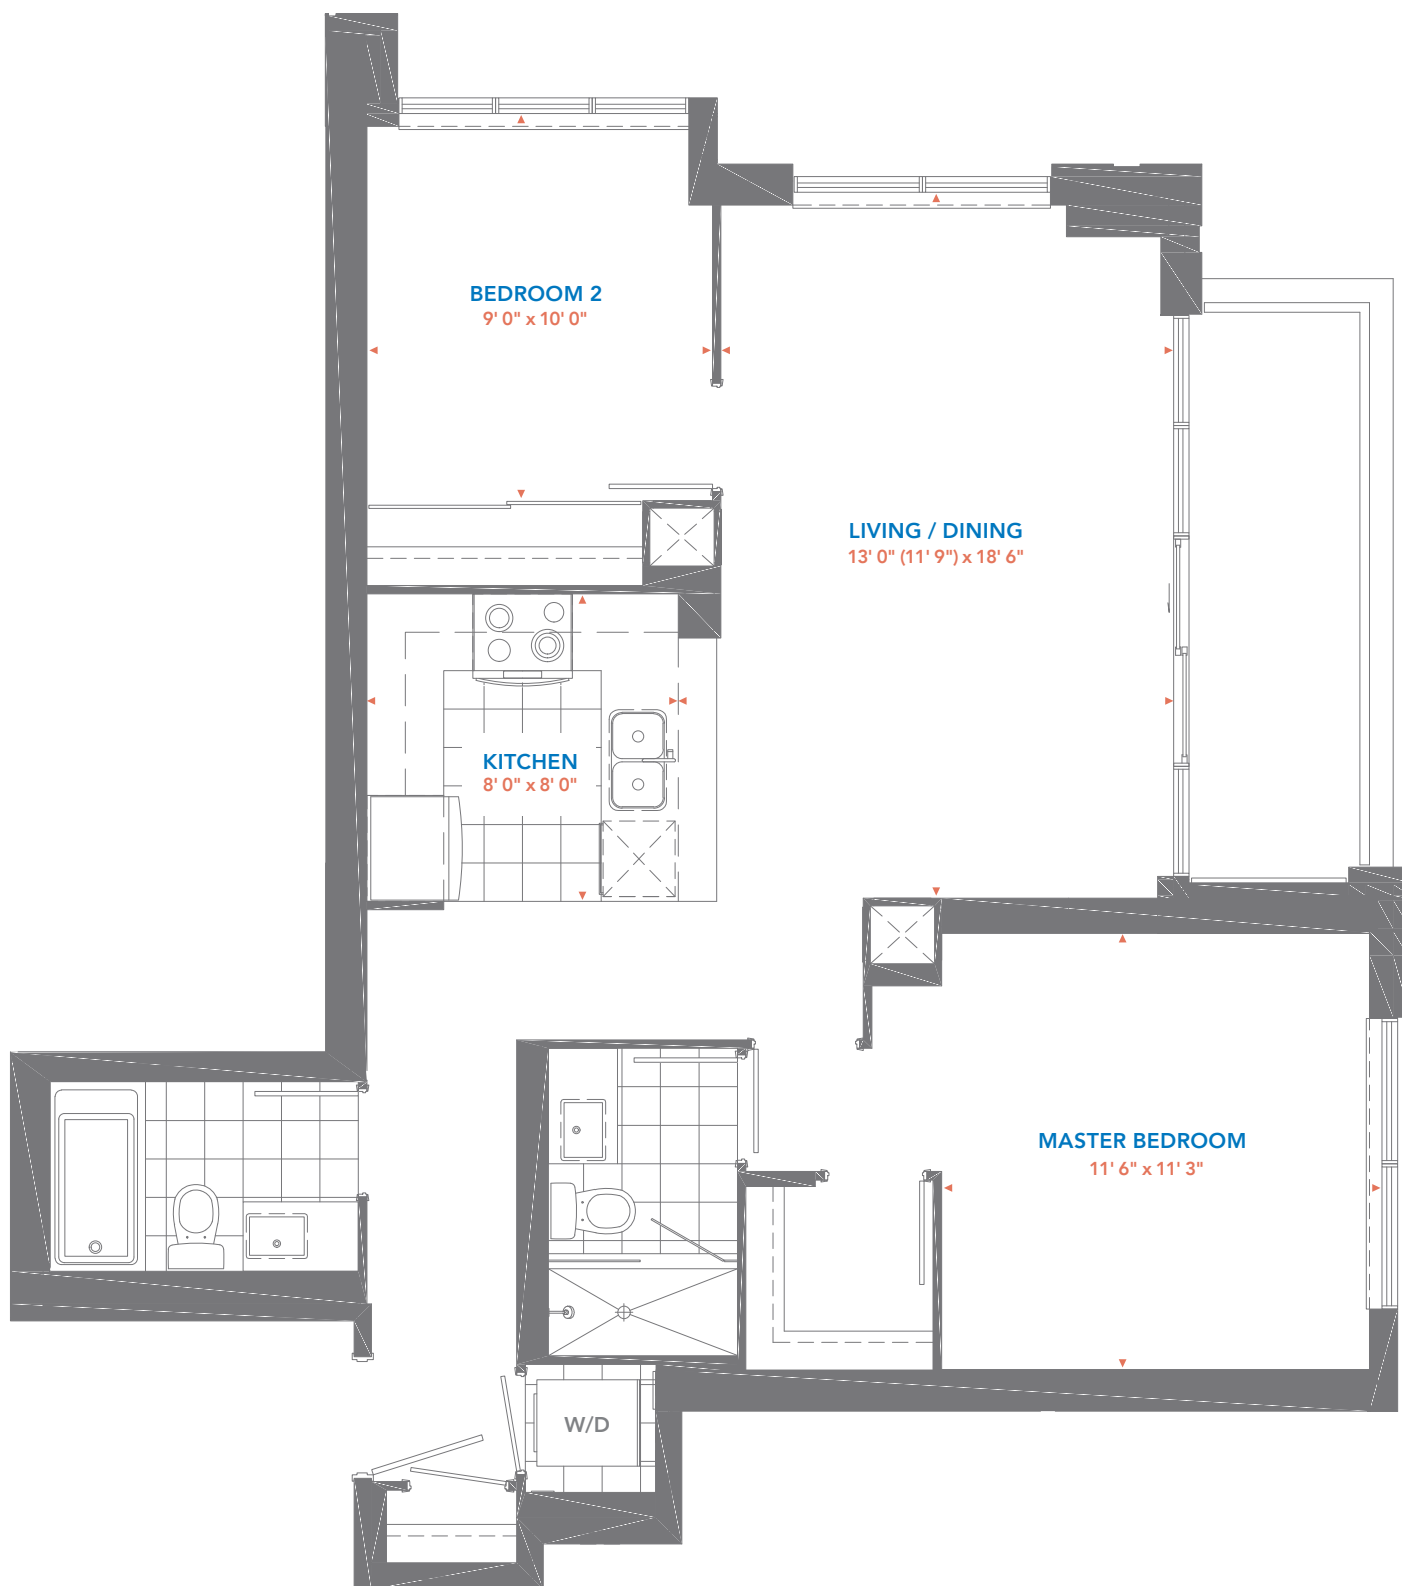 BEDROOM 2
9' 0" x 10' 0"
LIVING / DINING
13' 0" (11' 9") x 18' 6"
KITCHEN
8' 0" x 8' 0"
MASTER BEDROOM
11' 6" x 11' 3"
W/D